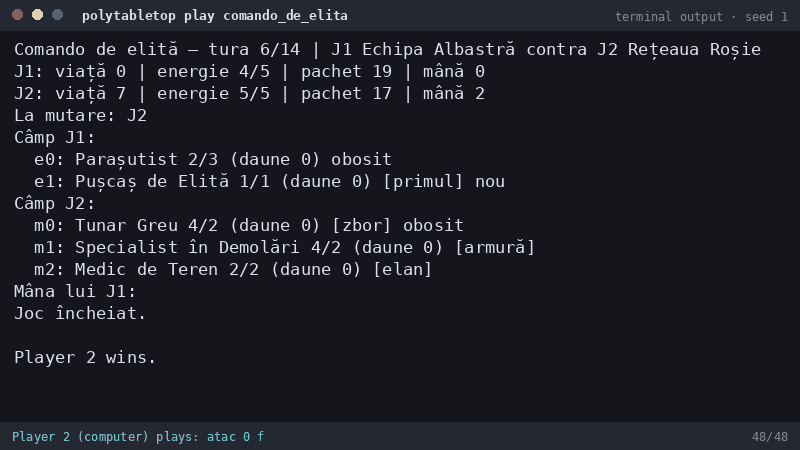 polytabletop play comando_de_elita
terminal output · seed 1
Comando de elită — tura 6/14 | J1 Echipa Albastră contra J2 Rețeaua Roșie
J1: viață 0 | energie 4/5 | pachet 19 | mână 0
J2: viață 7 | energie 5/5 | pachet 17 | mână 2
La mutare: J2
Câmp J1:
e0: Parașutist 2/3 (daune 0) obosit
e1: Pușcaș de Elită 1/1 (daune 0) [primul] nou
Câmp J2:
m0: Tunar Greu 4/2 (daune 0) [zbor] obosit
m1: Specialist în Demolări 4/2 (daune 0) [armură]
m2: Medic de Teren 2/2 (daune 0) [elan]
Mâna lui J1:
Joc încheiat.
Player 2 wins.
Player 2 (computer) plays: atac 0 f
48/48